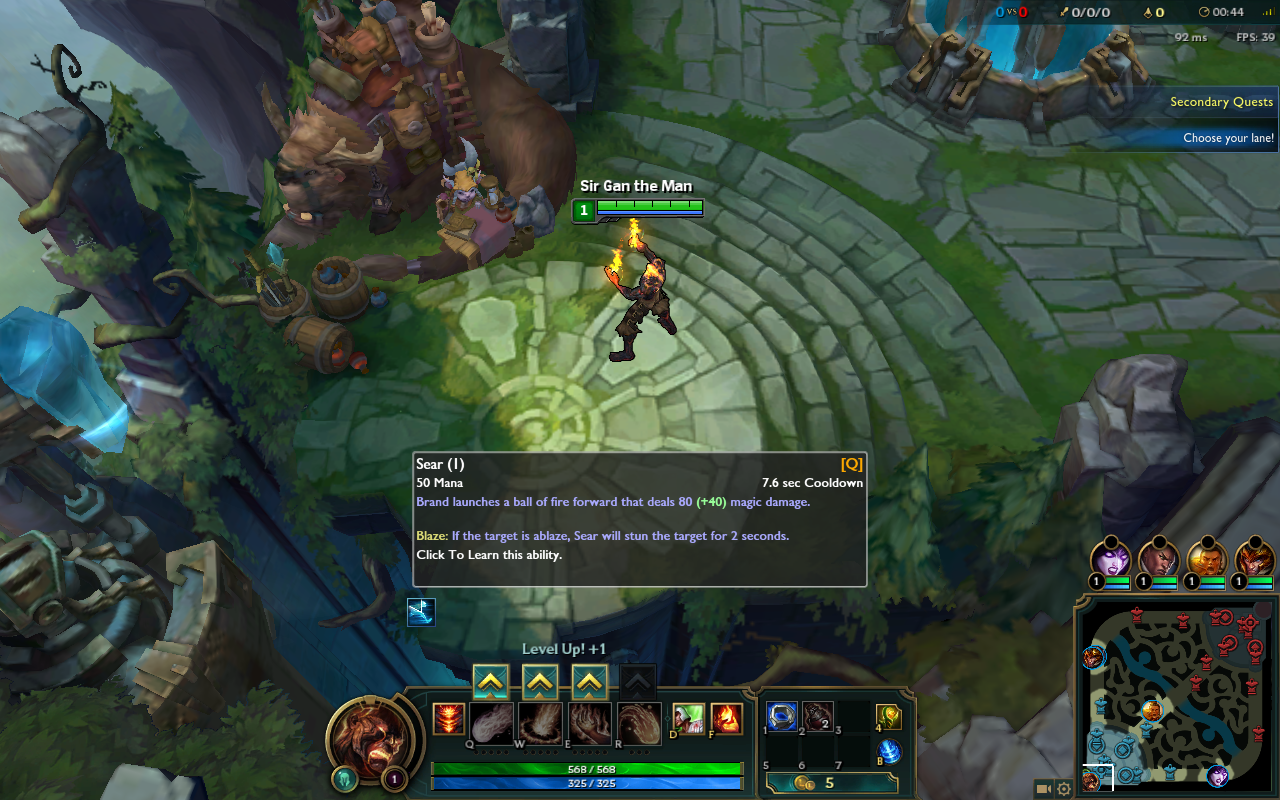 0 vs 0 0/0/0 0 00:44
92 ms FPS: 39
Secondary Quests
Choose your lane!
Sir Gan the Man
1
Sear (1) [Q]
50 Mana 7.6 sec Cooldown
Brand launches a ball of fire forward that deals 80 (+40) magic damage.
Blaze: If the target is ablaze, Sear will stun the target for 2 seconds.
Click To Learn this ability.
1 1 1 1
Level Up! +1
Q W E R D F
1 2 2 3 4
5 6 7 B
568 / 568
325 / 325
1
5